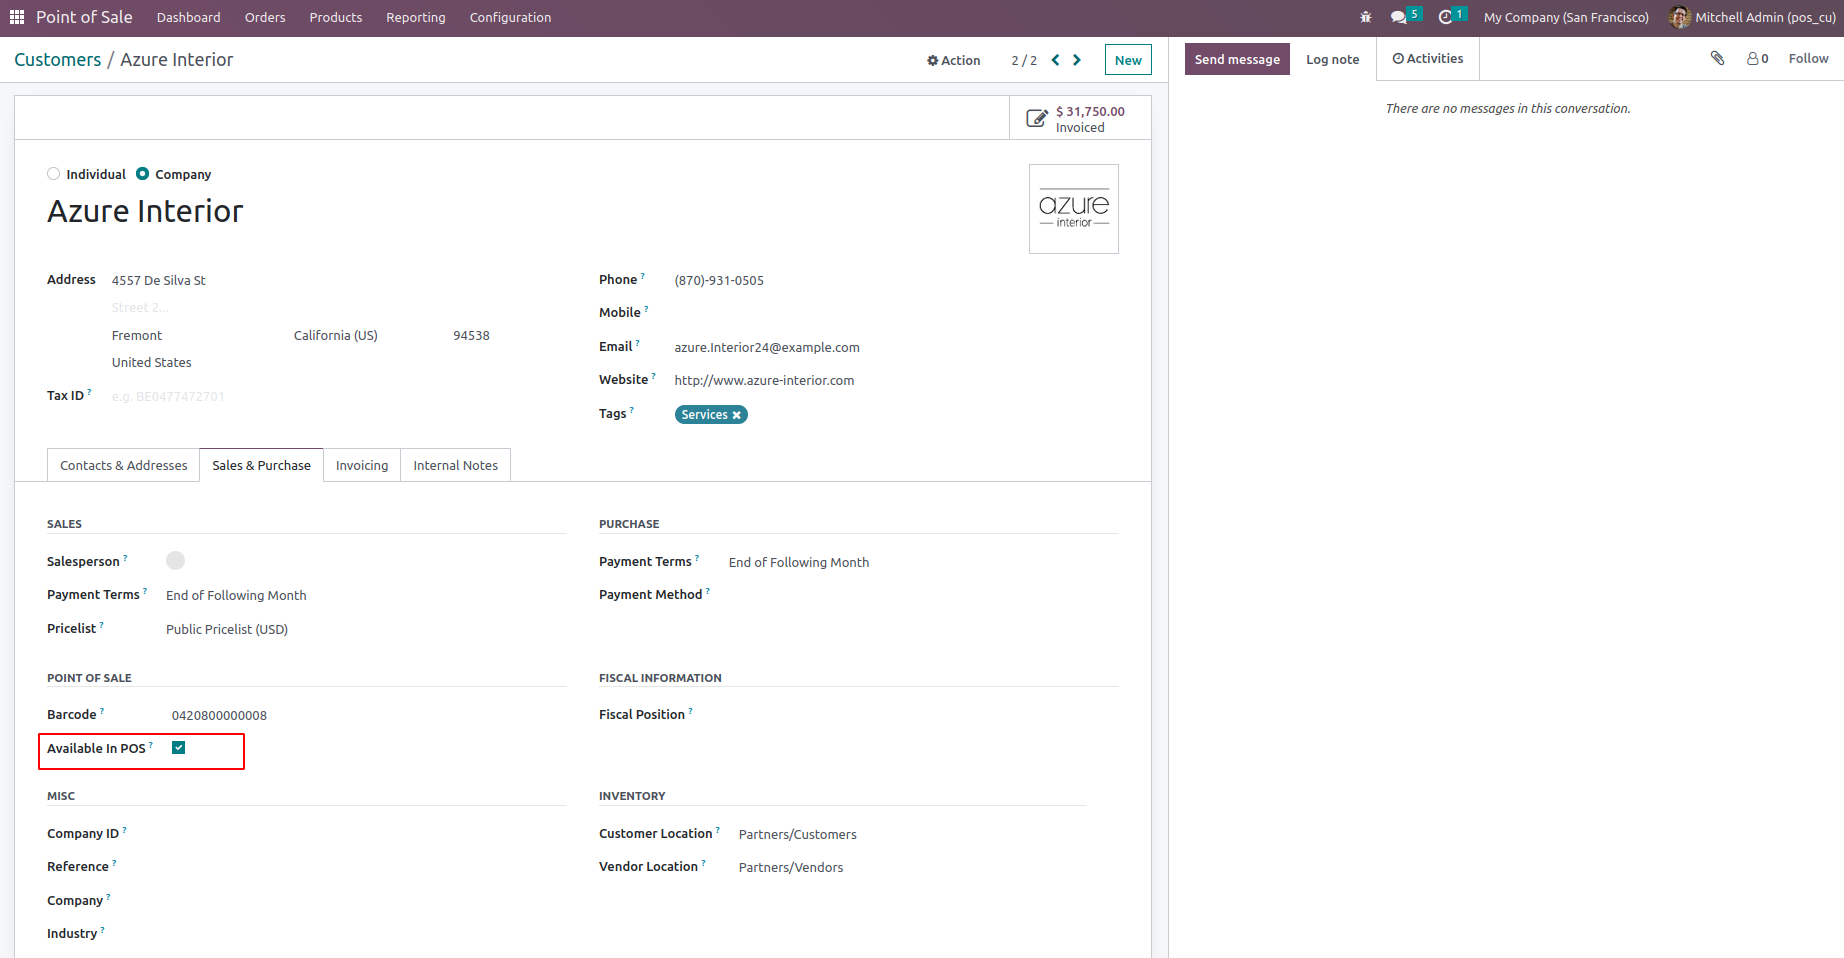 Point of Sale Dashboard Orders Products Reporting Configuration 5 1 My Company (San Francisco) Mitchell Admin (pos_cu)
Customers / Azure Interior Action 2 / 2 New
Send message Log note Activities 0 Follow
There are no messages in this conversation.
$ 31,750.00
Invoiced
Individual Company
Azure Interior
azure
interior
Address 4557 De Silva St
Street 2...
Fremont California (US) 94538
United States
Tax ID ? e.g. BE0477472701
Phone ? (870)-931-0505
Mobile ?
Email ? azure.Interior24@example.com
Website ? http://www.azure-interior.com
Tags ? Services
Contacts & Addresses Sales & Purchase Invoicing Internal Notes
SALES
Salesperson ?
Payment Terms ? End of Following Month
Pricelist ? Public Pricelist (USD)
PURCHASE
Payment Terms ? End of Following Month
Payment Method ?
POINT OF SALE
Barcode ? 0420800000008
Available In POS ?
FISCAL INFORMATION
Fiscal Position ?
MISC
Company ID ?
Reference ?
Company ?
Industry ?
INVENTORY
Customer Location ? Partners/Customers
Vendor Location ? Partners/Vendors